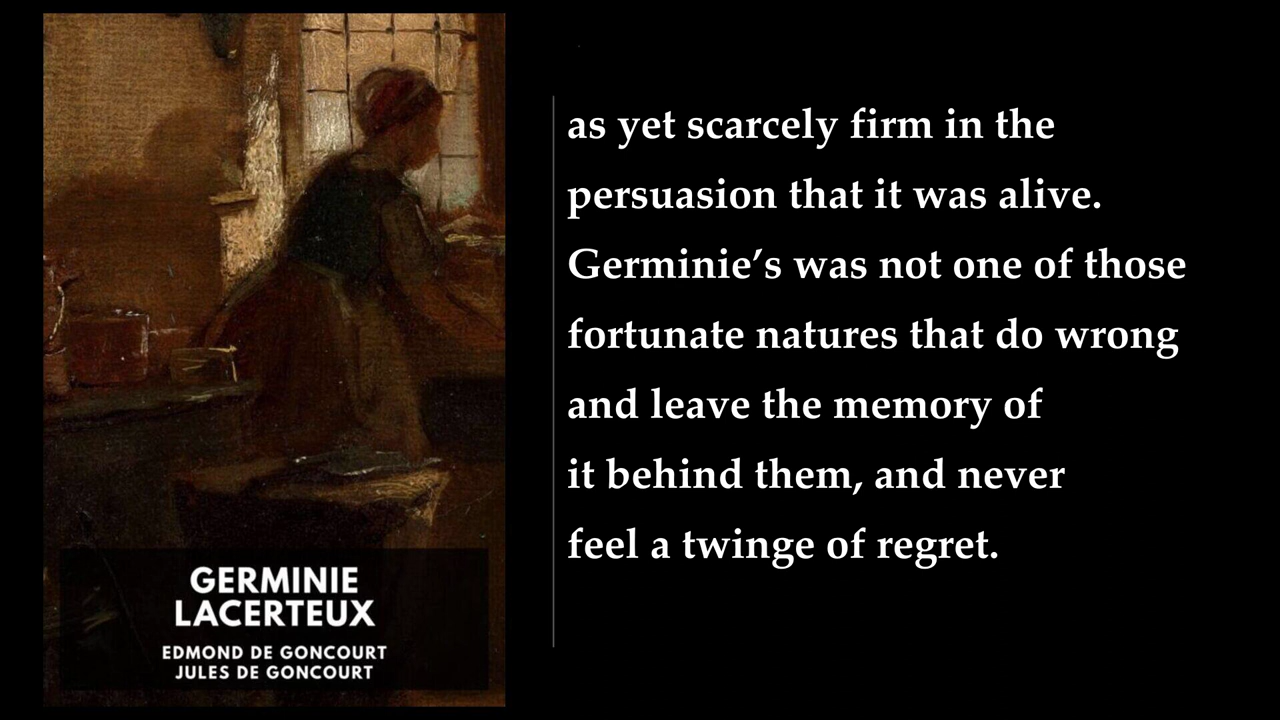 GERMINIE
LACERTEUX
EDMOND DE GONCOURT
JULES DE GONCOURT
as yet scarcely firm in the
persuasion that it was alive.
Germinie’s was not one of those
fortunate natures that do wrong
and leave the memory of
it behind them, and never
feel a twinge of regret.